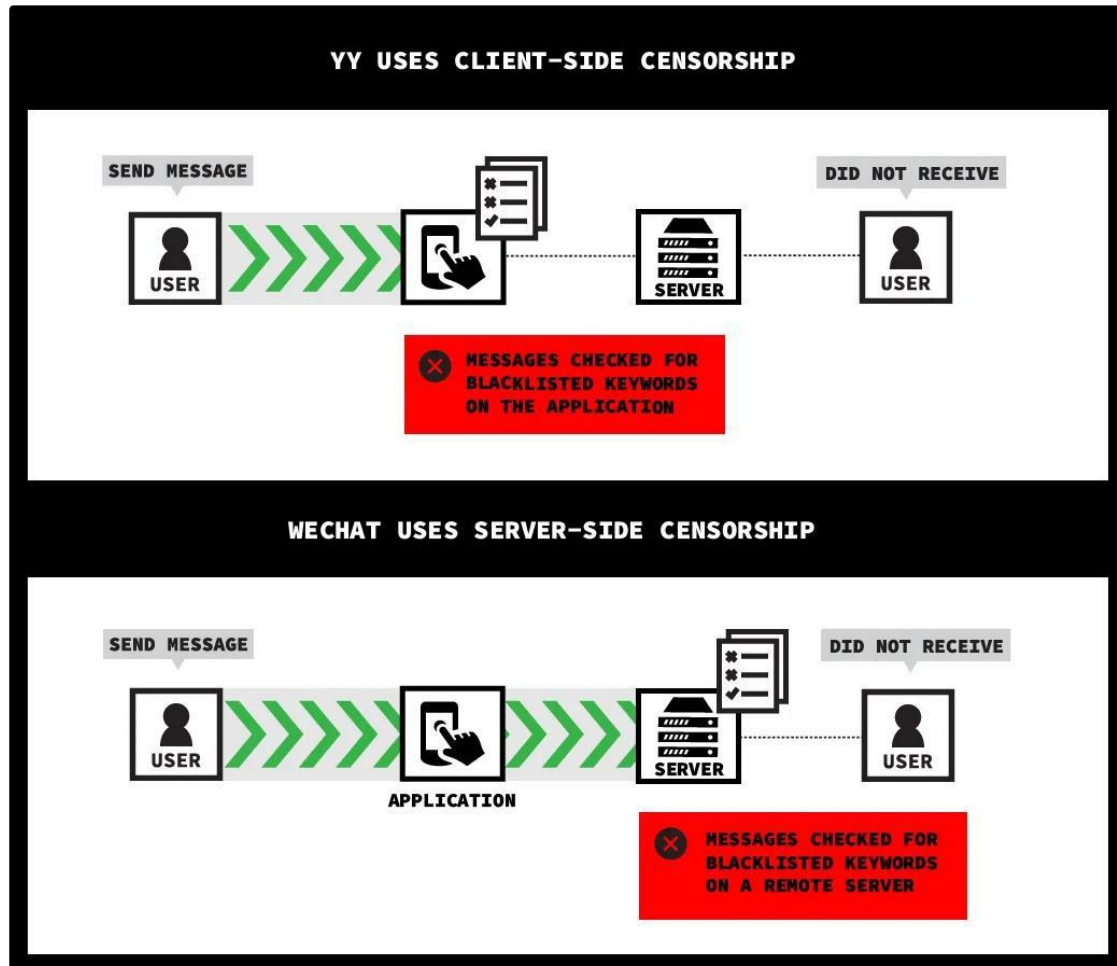 YY USES CLIENT-SIDE CENSORSHIP
SEND MESSAGE
DID NOT RECEIVE
USER
SERVER
USER
MESSAGES CHECKED FOR
BLACKLISTED KEYWORDS
ON THE APPLICATION
WECHAT USES SERVER-SIDE CENSORSHIP
SEND MESSAGE
DID NOT RECEIVE
USER
SERVER
USER
APPLICATION
MESSAGES CHECKED FOR
BLACKLISTED KEYWORDS
ON A REMOTE SERVER